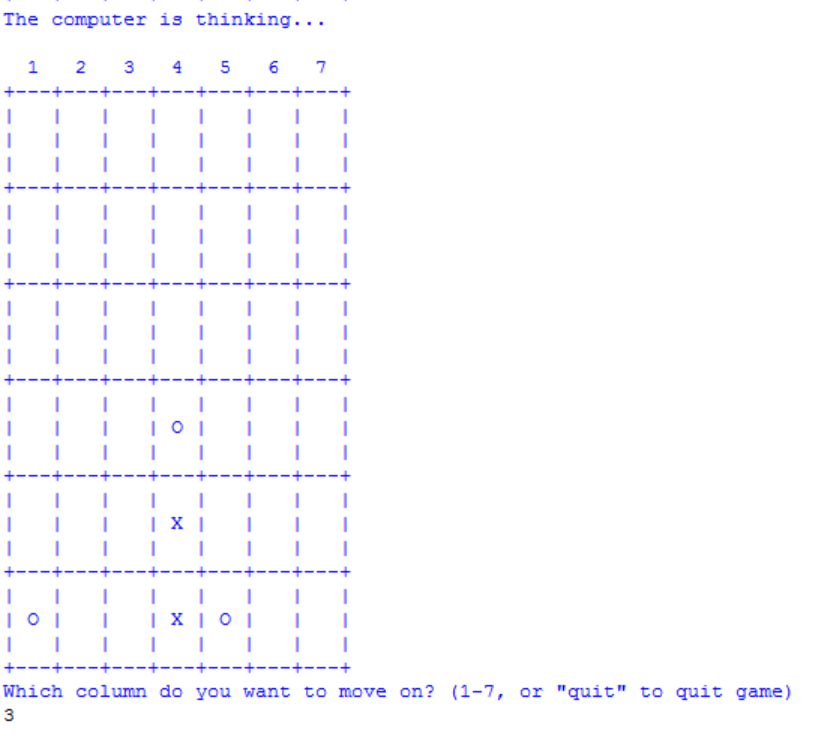 The computer is thinking...
  1   2   3   4   5   6   7
+---+---+---+---+---+---+---+
|   |   |   |   |   |   |   |
|   |   |   |   |   |   |   |
|   |   |   |   |   |   |   |
+---+---+---+---+---+---+---+
|   |   |   |   |   |   |   |
|   |   |   |   |   |   |   |
|   |   |   |   |   |   |   |
+---+---+---+---+---+---+---+
|   |   |   |   |   |   |   |
|   |   |   |   |   |   |   |
|   |   |   |   |   |   |   |
+---+---+---+---+---+---+---+
|   |   |   |   |   |   |   |
|   |   |   | O |   |   |   |
|   |   |   |   |   |   |   |
+---+---+---+---+---+---+---+
|   |   |   |   |   |   |   |
|   |   |   | X |   |   |   |
|   |   |   |   |   |   |   |
+---+---+---+---+---+---+---+
|   |   |   |   |   |   |   |
| O |   |   | X | O |   |   |
|   |   |   |   |   |   |   |
+---+---+---+---+---+---+---+
Which column do you want to move on? (1-7, or "quit" to quit game)
3